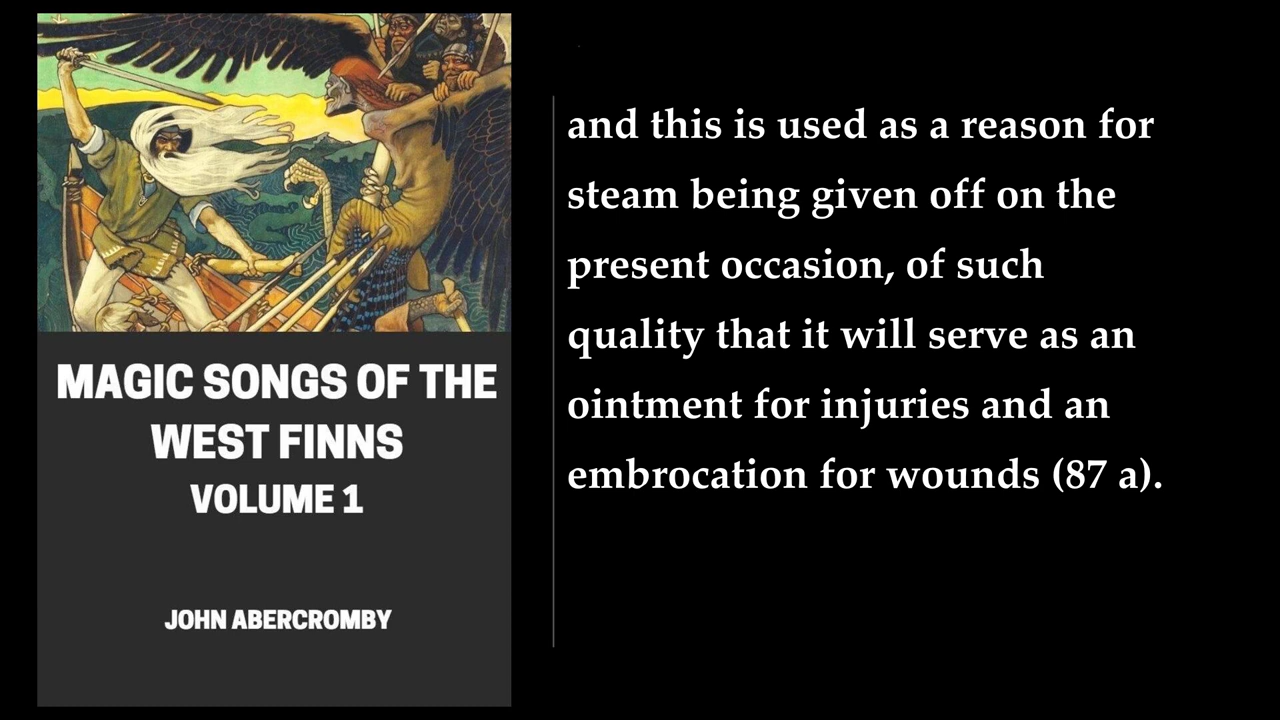 MAGIC SONGS OF THE
WEST FINNS
VOLUME 1
JOHN ABERCROMBY
and this is used as a reason for
steam being given off on the
present occasion, of such
quality that it will serve as an
ointment for injuries and an
embrocation for wounds (87 a).